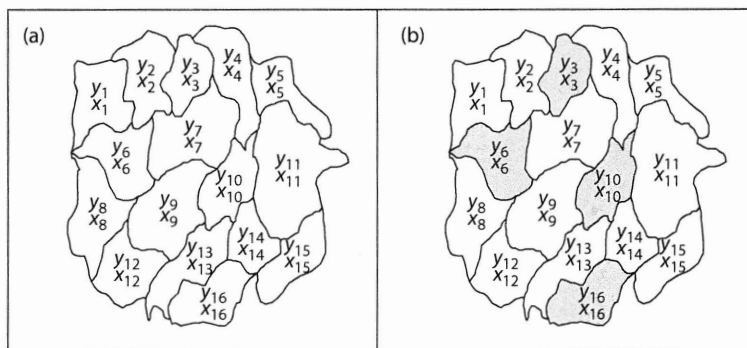 (a)
y1 x1
y2 x2
y3 x3
y4 x4
y5 x5
y6 x6
y7 x7
y8 x8
y9 x9
y10 x10
y11 x11
y12 x12
y13 x13
y14 x14
y15 x15
y16 x16
(b)
y1 x1
y2 x2
y3 x3
y4 x4
y5 x5
y6 x6
y7 x7
y8 x8
y9 x9
y10 x10
y11 x11
y12 x12
y13 x13
y14 x14
y15 x15
y16 x16